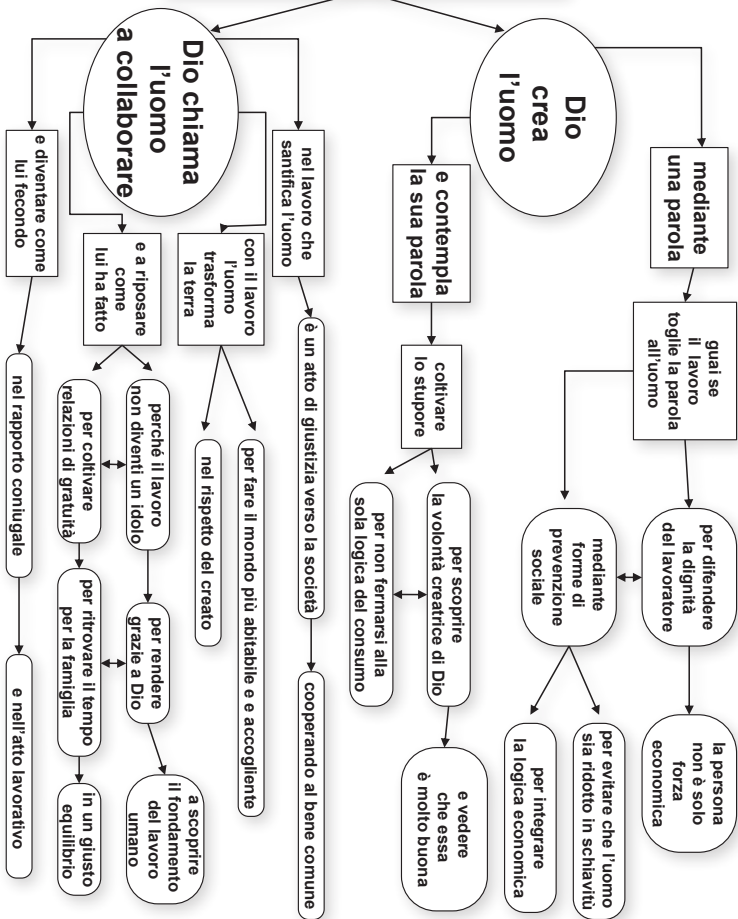 Dio
crea
l'uomo
mediante
una parola
guai se
il lavoro
toglie la parola
all'uomo
per difendere
la dignità
del lavoratore
la persona
non è solo
forza
economica
mediante
forme di
prevenzione
sociale
per evitare che l'uomo
sia ridotto in schiavitù
per integrare
la logica economica
e contempla
la sua parola
coltivare
lo stupore
per scoprire
la volontà creatrice di Dio
e vedere
che essa
è molto buona
per non fermarsi alla
sola logica del consumo
Dio chiama
l'uomo
a collaborare
nel lavoro che
santifica l'uomo
è un atto di giustizia verso la società
cooperando al bene comune
con il lavoro
l'uomo
trasforma
la terra
per fare il mondo più abitabile e e accogliente
nel rispetto del creato
e a riposare
come
lui ha fatto
perché il lavoro
non diventi un idolo
per rendere
grazie a Dio
a scoprire
il fondamento
del lavoro
umano
per coltivare
relazioni di gratuità
per ritrovare il tempo
per la famiglia
in un giusto
equilibrio
e diventare come
lui fecondo
nel rapporto coniugale
e nell'atto lavorativo